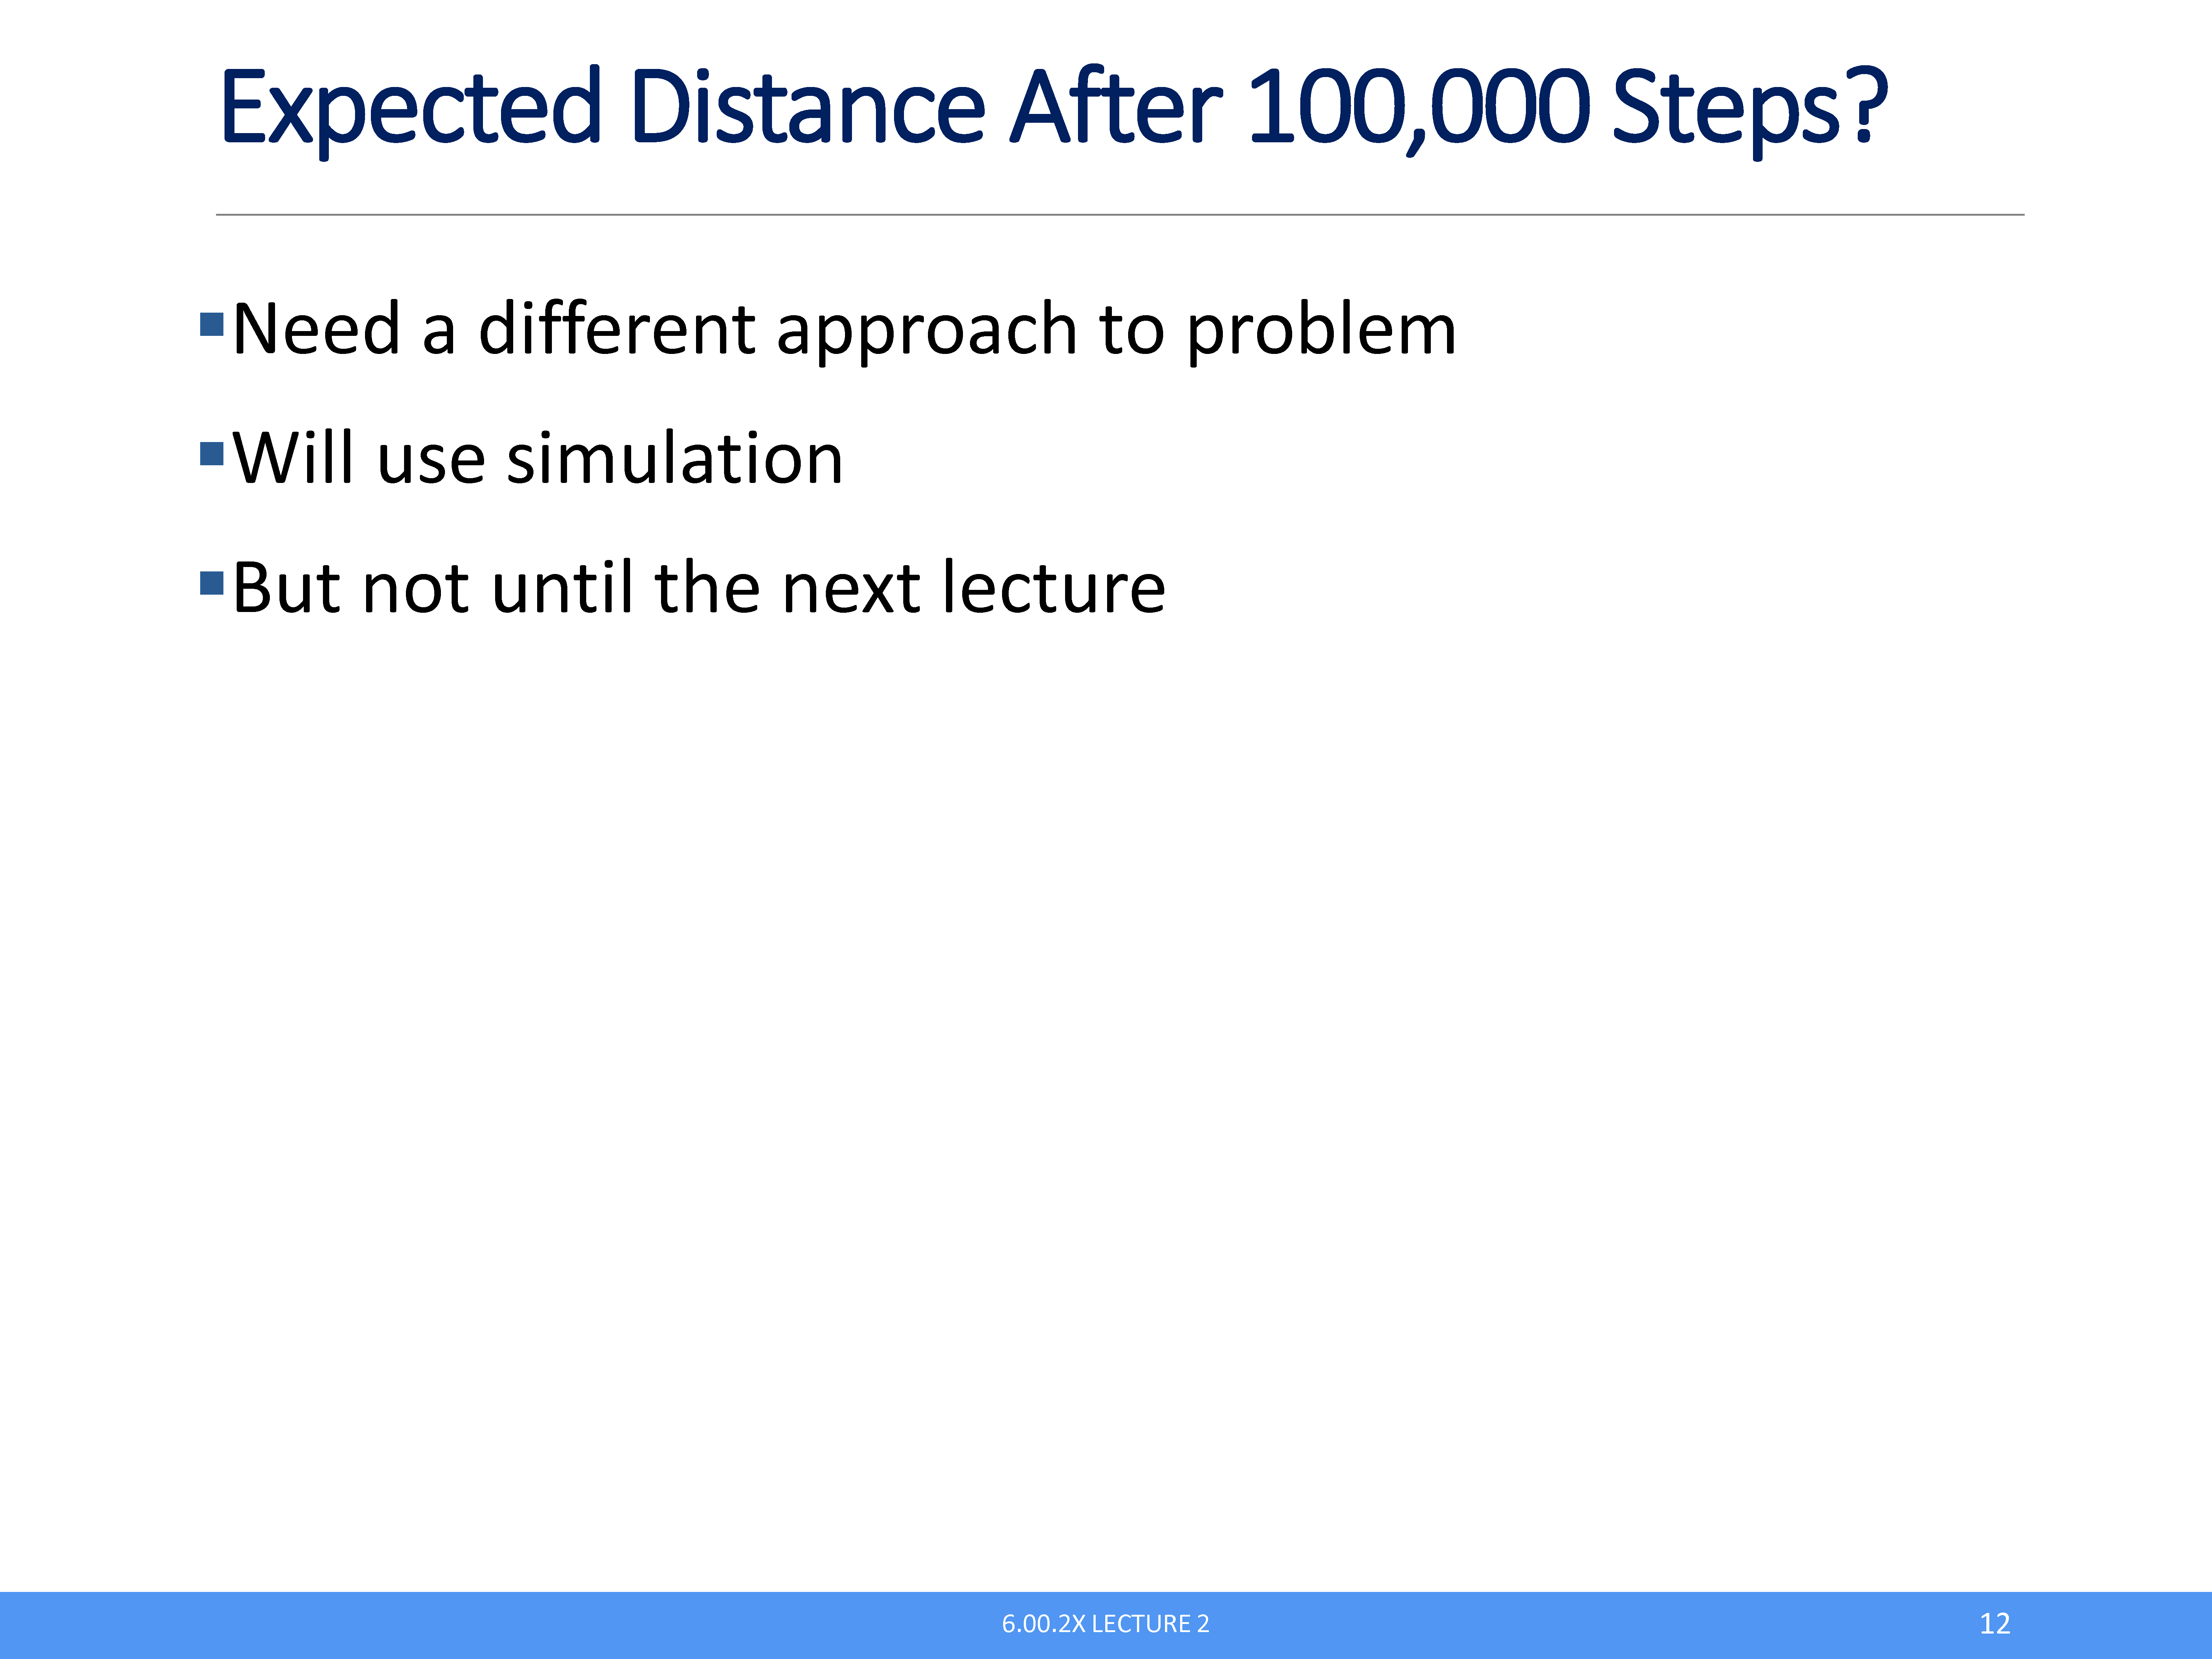 Expected Distance After 100,000 Steps?
▪Need a different approach to problem
▪Will use simulation
▪But not until the next lecture
6.00.2X LECTURE 2
12